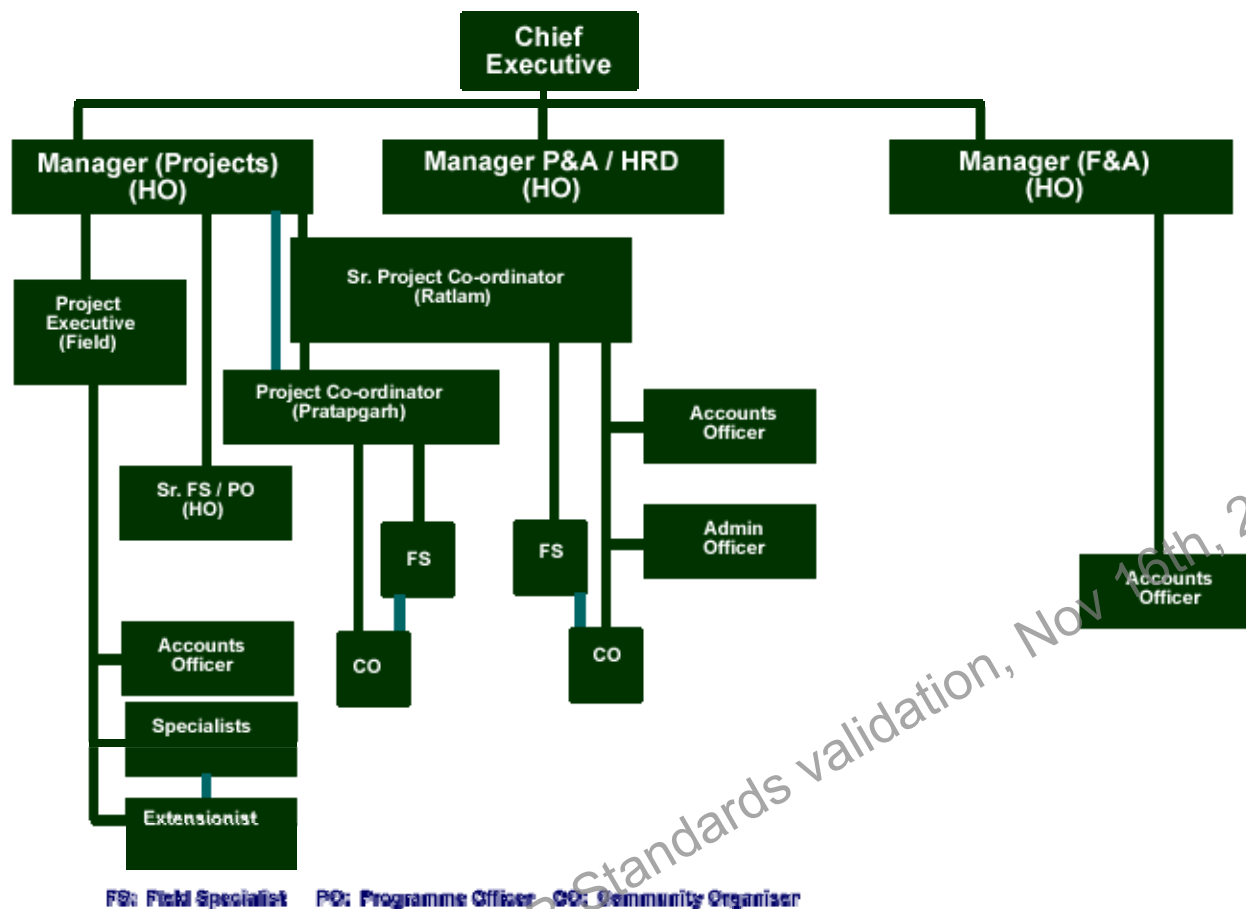 Chief
Executive
Manager (Projects)
(HO)
Manager P&A / HRD
(HO)
Manager (F&A)
(HO)
Sr. Project Co-ordinator
(Ratlam)
Project
Executive
(Field)
Project Co-ordinator
(Pratapgarh)
Accounts
Officer
Sr. FS / PO
(HO)
Admin
Officer
FS
FS
Accounts
Officer
Accounts
Officer
CO
CO
Specialists
Extensionist
Standards validation, Nov 16th, 2
FS: Field Specialist PO: Programme Officer CO: Community Organiser